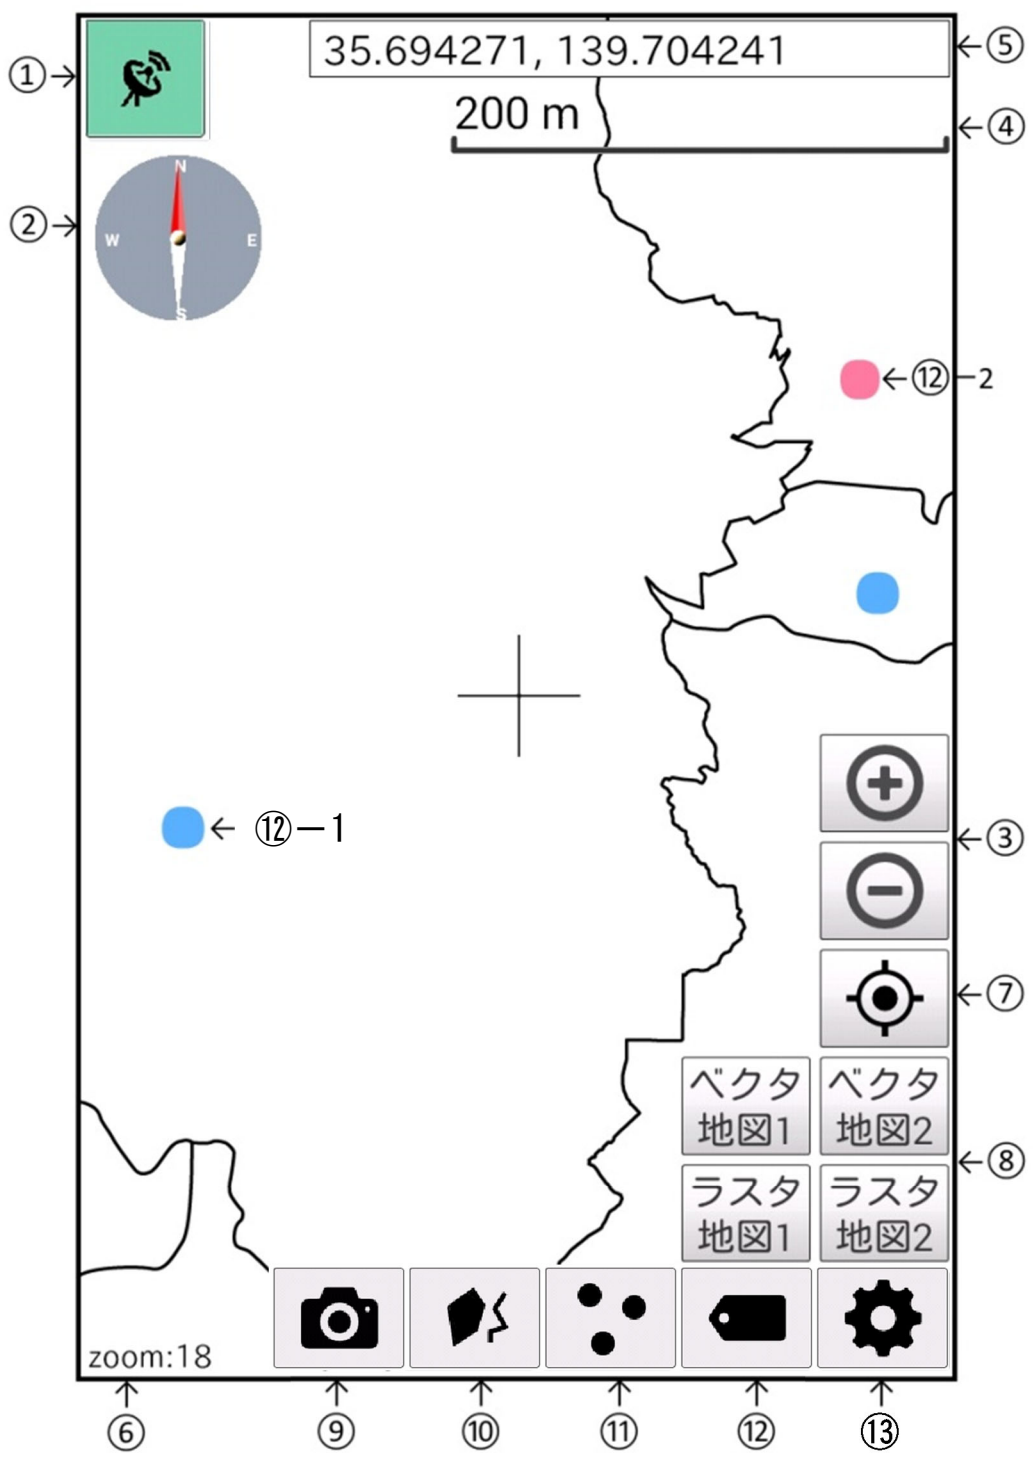 35.694271, 139.704241
←⑤
①→
200 m
←④
N
②→
W
E
S
←⑫−2
←⑫−1
←③
←⑦
ベクタ
地図1
ベクタ
地図2
←⑧
ラスタ
地図1
ラスタ
地図2
zoom:18
↑ ↑ ↑ ↑ ↑ ↑
⑥ ⑨ ⑩ ⑪ ⑫ ⑬